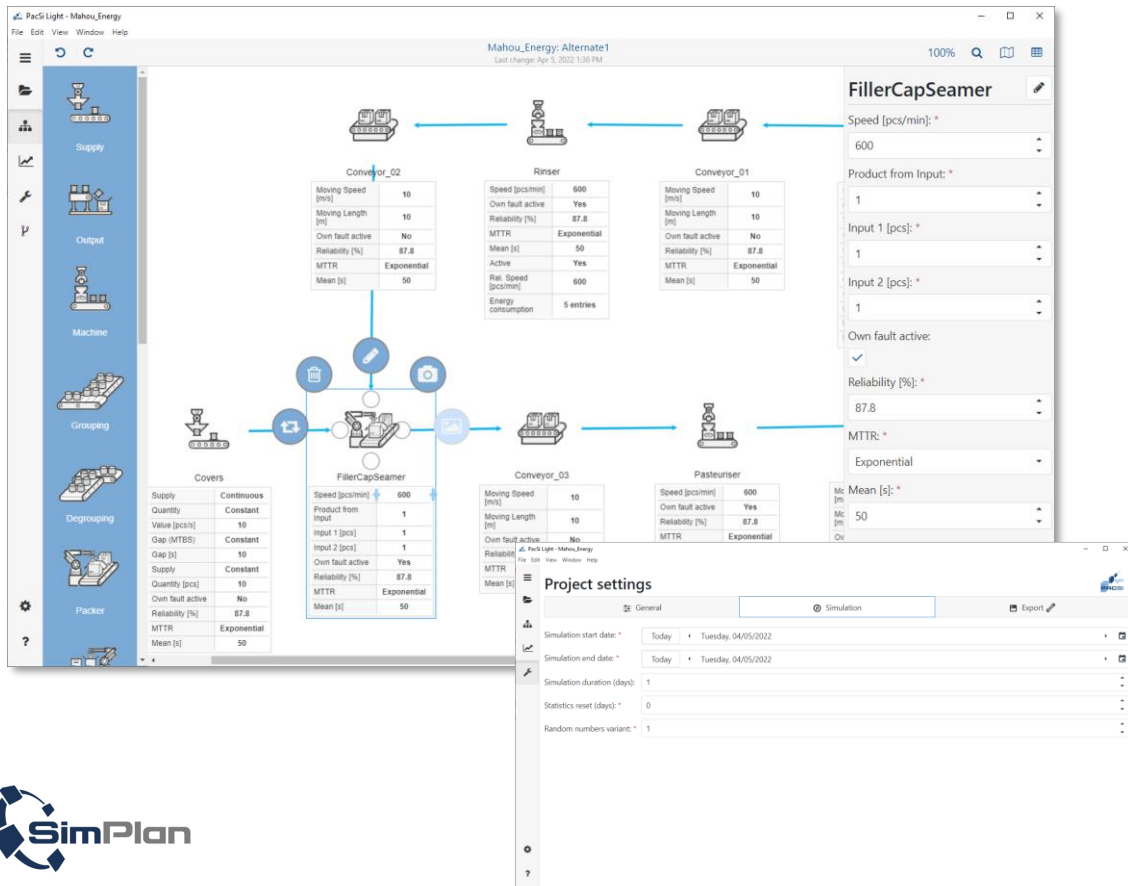 PacSi Light - Mahou_Energy
File Edit View Window Help
Mahou_Energy: Alternate1
Last change: Apr 5, 2022 1:36 PM
100%
Supply
Output
Machine
Grouping
Degrouping
Packer
Conveyor_02
Moving Speed [m/s] 10
Moving Length [m] 10
Own fault active No
Reliability [%] 87.8
MTTR Exponential
Mean [s] 50
Rinser
Speed [pcs/min] 600
Own fault active Yes
Reliability [%] 87.8
MTTR Exponential
Mean [s] 50
Active Yes
Rel. Speed [pcs/min] 600
Energy consumption 5 entries
Conveyor_01
Moving Speed [m/s] 10
Moving Length [m] 10
Own fault active No
Reliability [%] 87.8
MTTR Exponential
Mean [s] 50
Covers
Supply Continuous
Quantity Constant
Value [pcs/s] 10
Gap (MTBS) Constant
Gap [s] 10
Supply Constant
Quantity [pcs] 10
Own fault active No
Reliability [%] 87.8
MTTR Exponential
Mean [s] 50
FillerCapSeamer
Speed [pcs/min] 600
Product from Input 1
Input 1 [pcs] 1
Input 2 [pcs] 1
Own fault active Yes
Reliability [%] 87.8
MTTR Exponential
Mean [s] 50
Conveyor_03
Moving Speed [m/s] 10
Moving Length [m] 10
Own fault active No
MTTR
Mean [s]
Pasteuriser
Speed [pcs/min] 600
Own fault active Yes
Reliability [%] 87.8
MTTR Exponential
FillerCapSeamer
Speed [pcs/min]: *
600
Product from Input: *
1
Input 1 [pcs]: *
1
Input 2 [pcs]: *
1
Own fault active:
Reliability [%]: *
87.8
MTTR: *
Exponential
Mean [s]: *
50
PacSi Light - Mahou_Energy
File Edit View Window Help
Project settings
PACSI
General
Simulation
Export
Simulation start date: * Today Tuesday, 04/05/2022
Simulation end date: * Today Tuesday, 04/05/2022
Simulation duration (days): 1
Statistics reset (days): * 0
Random numbers variant: * 1
SimPlan